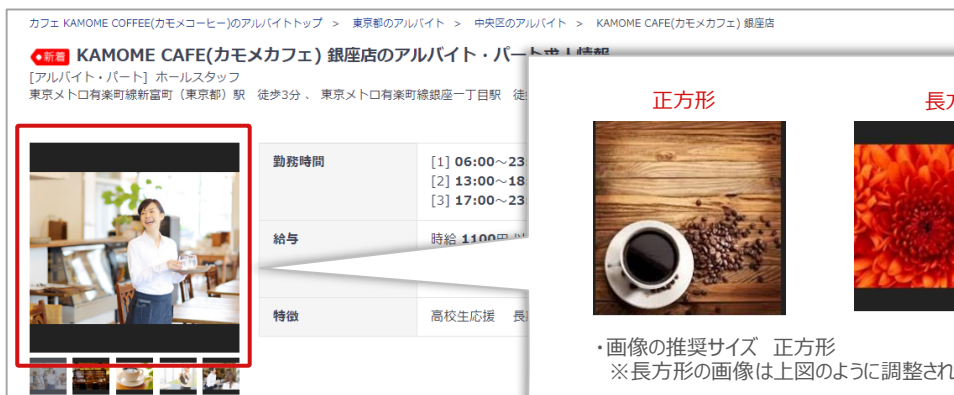 カフェ KAMOME COFFEE(カモメコーヒー)のアルバイトトップ > 東京都のアルバイト > 中央区のアルバイト > KAMOME CAFE(カモメカフェ) 銀座店
新着 KAMOME CAFE(カモメカフェ) 銀座店のアルバイト・パート求人情報
[アルバイト・パート] ホールスタッフ
東京メトロ有楽町線新富町（東京都）駅 徒歩3分 、 東京メトロ有楽町線銀座一丁目駅 徒
勤務時間
[1] 06:00～23
[2] 13:00～18
[3] 17:00～23
給与
時給 1100円
特徴
高校生応援 長
正方形
長
・画像の推奨サイズ 正方形
※長方形の画像は上図のように調整され